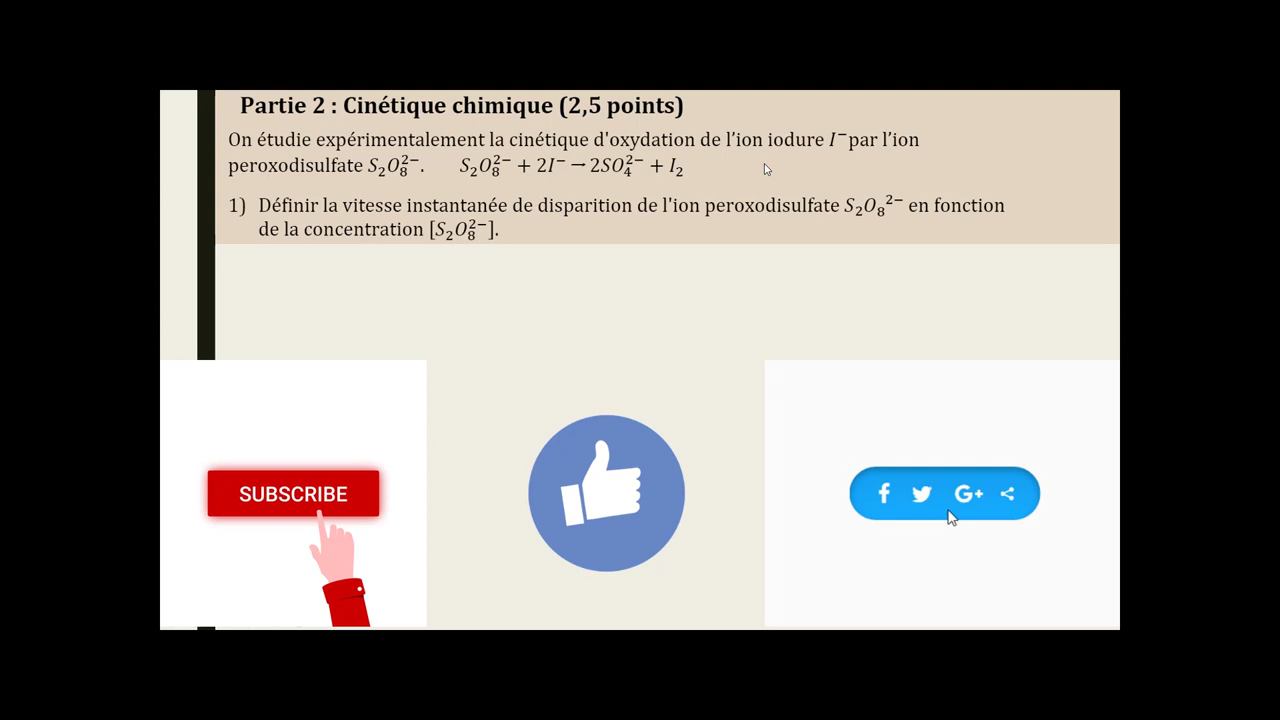 Partie 2 : Cinétique chimique (2,5 points)
On étudie expérimentalement la cinétique d'oxydation de l’ion iodure I⁻par l’ion
peroxodisulfate S₂O₈²⁻. S₂O₈²⁻ + 2I⁻ → 2SO₄²⁻ + I₂
1) Définir la vitesse instantanée de disparition de l'ion peroxodisulfate S₂O₈²⁻ en fonction
de la concentration [S₂O₈²⁻].
SUBSCRIBE
G+